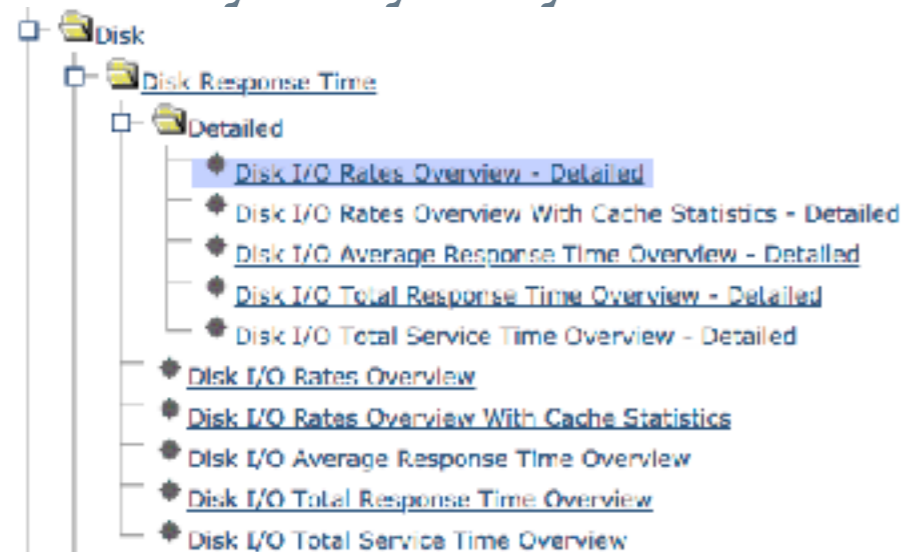 Disk
Disk Response Time
Detailed
Disk I/O Rates Overview - Detailed
Disk I/O Rates Overview With Cache Statistics - Detailed
Disk I/O Average Response Time Overview - Detailed
Disk I/O Total Response Time Overview - Detailed
Disk I/O Total Service Time Overview - Detailed
Disk I/O Rates Overview
Disk I/O Rates Overview With Cache Statistics
Disk I/O Average Response Time Overview
Disk I/O Total Response Time Overview
Disk I/O Total Service Time Overview